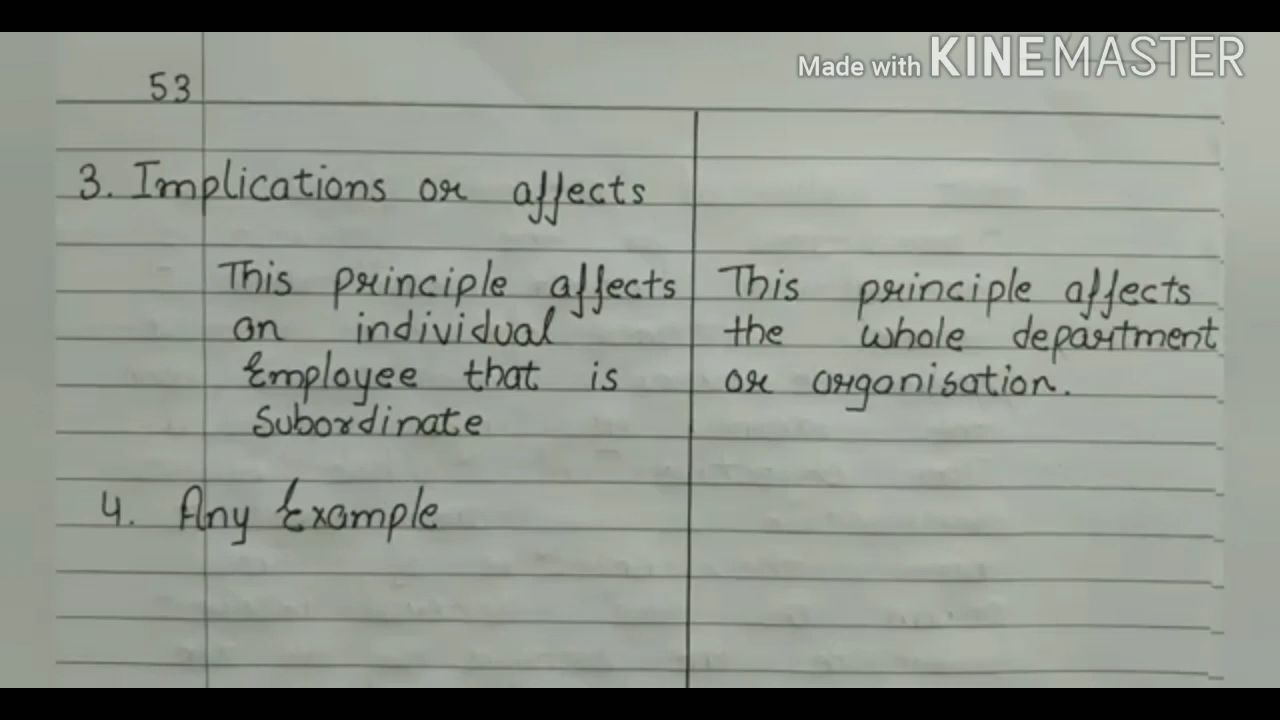 Made with KINEMASTER
53
3. Implications or affects
This principle affects
an individual
Employee that is
Subordinate
This principle affects
the whole department
or organisation.
4. Any Example